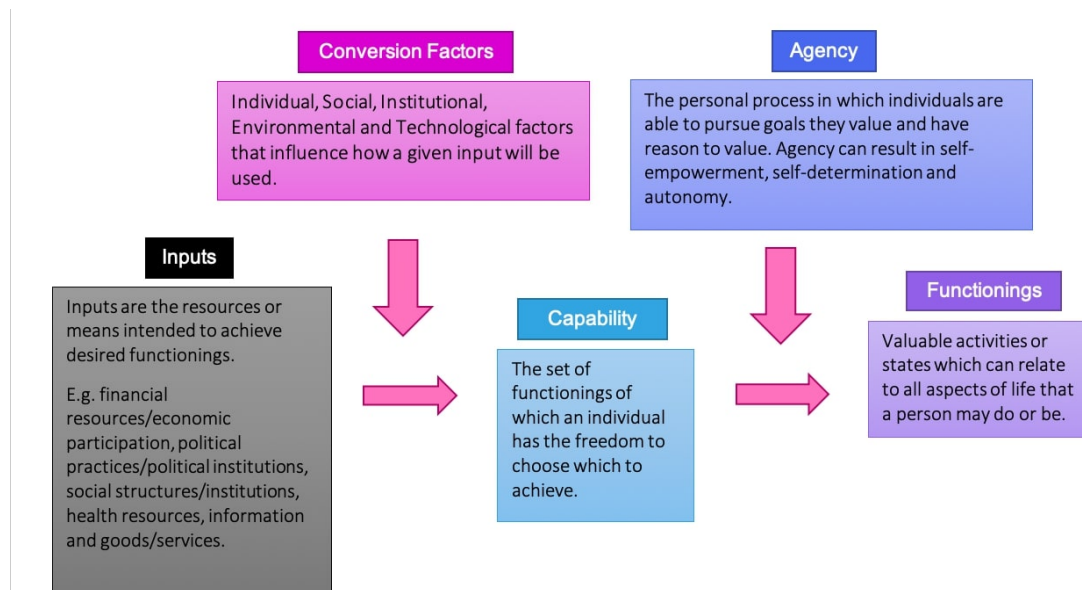 Conversion Factors
Individual, Social, Institutional,
Environmental and Technological factors
that influence how a given input will be
used.
Agency
The personal process in which individuals are
able to pursue goals they value and have
reason to value. Agency can result in self-
empowerment, self-determination and
autonomy.
Inputs
Inputs are the resources or
means intended to achieve
desired functionings.
E.g. financial
resources/economic
participation, political
practices/political institutions,
social structures/institutions,
health resources, information
and goods/services.
Capability
The set of
functionings of
which an individual
has the freedom to
choose which to
achieve.
Functionings
Valuable activities or
states which can relate
to all aspects of life that
a person may do or be.